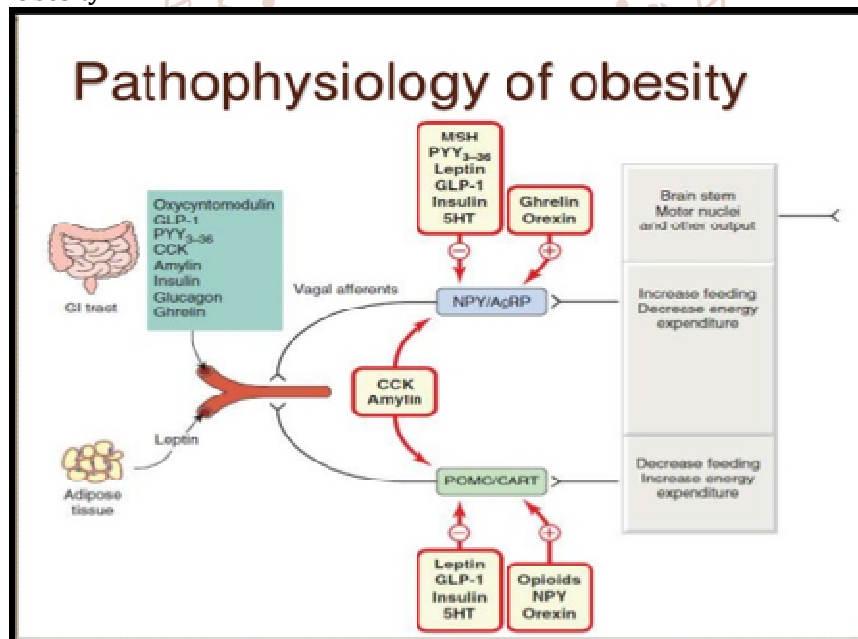 Pathophysiology of obesity
MSH
PYY3–36
Leptin
GLP-1
Insulin
5HT
Ghrelin
Orexin
Oxycyntomodulin
GLP-1
PYY3–36
CCK
Amylin
Insulin
Glucagon
Ghrelin
GI tract
Vagal afferents
NPY/AgRP
Brain stem
Motor nuclei
and other output
Increase feeding
Decrease energy
expenditure
CCK
Amylin
Leptin
Adipose
tissue
POMC/CART
Decrease feeding
Increase energy
expenditure
Leptin
GLP-1
Insulin
5HT
Opioids
NPY
Orexin